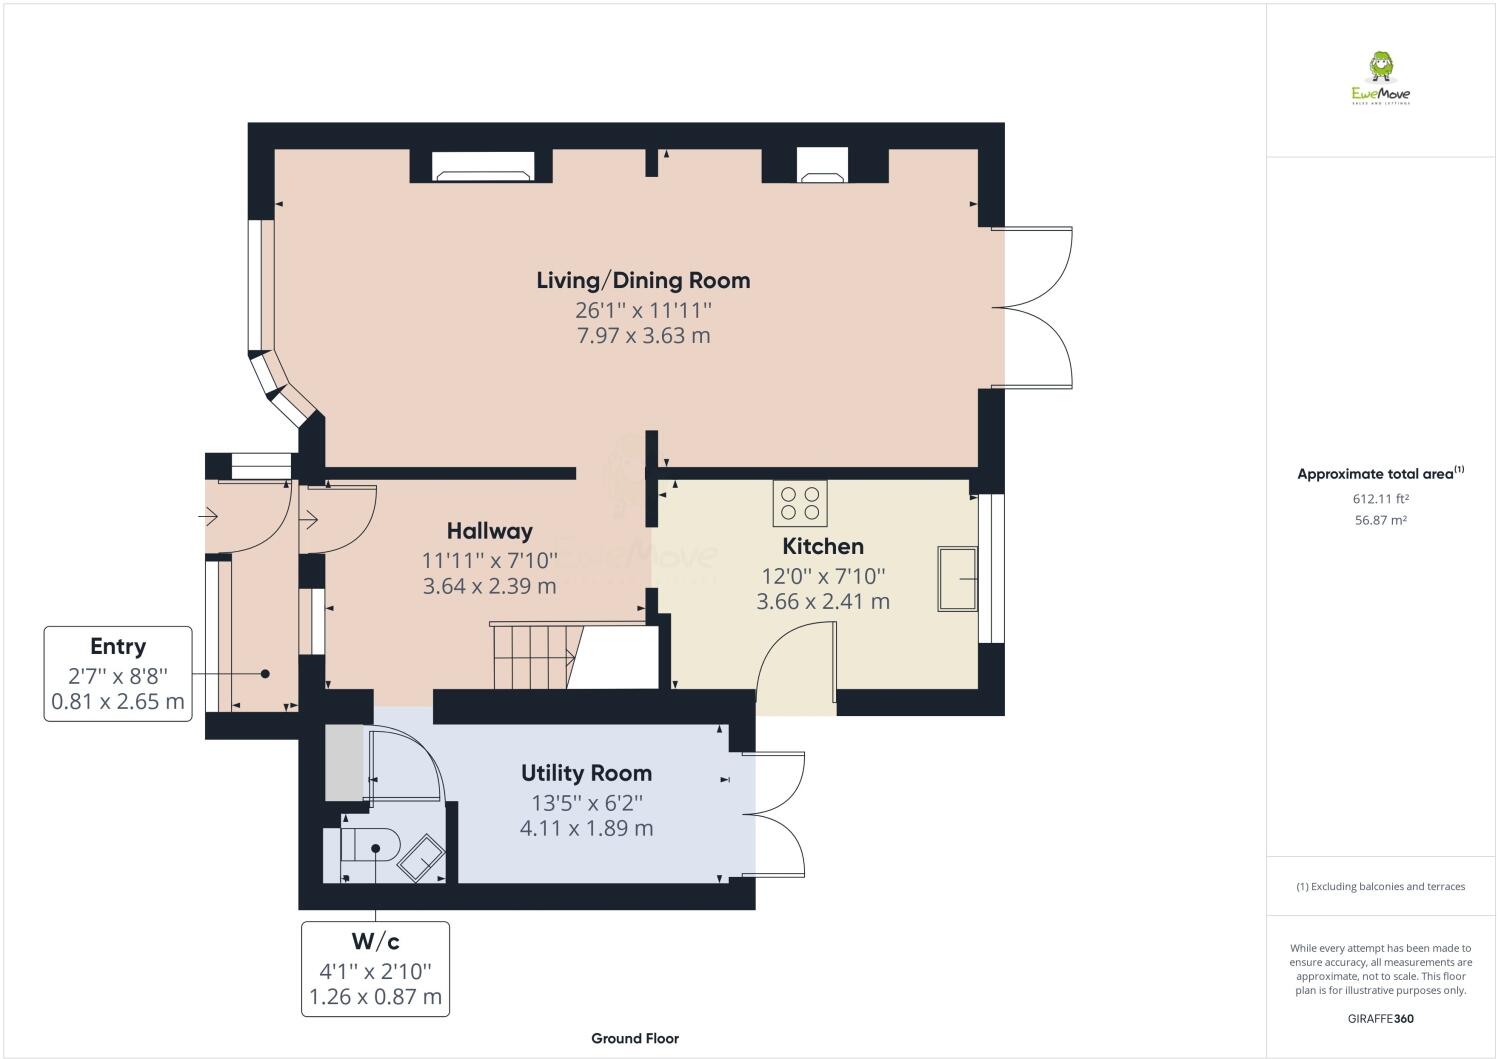 EweMove
SALES AND LETTINGS
Living/Dining Room
26'1'' x 11'11''
7.97 x 3.63 m
Hallway
11'11'' x 7'10''
3.64 x 2.39 m
EweMove
Kitchen
12'0'' x 7'10''
3.66 x 2.41 m
Entry
2'7'' x 8'8''
0.81 x 2.65 m
Utility Room
13'5'' x 6'2''
4.11 x 1.89 m
W/c
4'1'' x 2'10''
1.26 x 0.87 m
Ground Floor
Approximate total area(1)
612.11 ft²
56.87 m²
(1) Excluding balconies and terraces
While every attempt has been made to
ensure accuracy, all measurements are
approximate, not to scale. This floor
plan is for illustrative purposes only.
GIRAFFE360